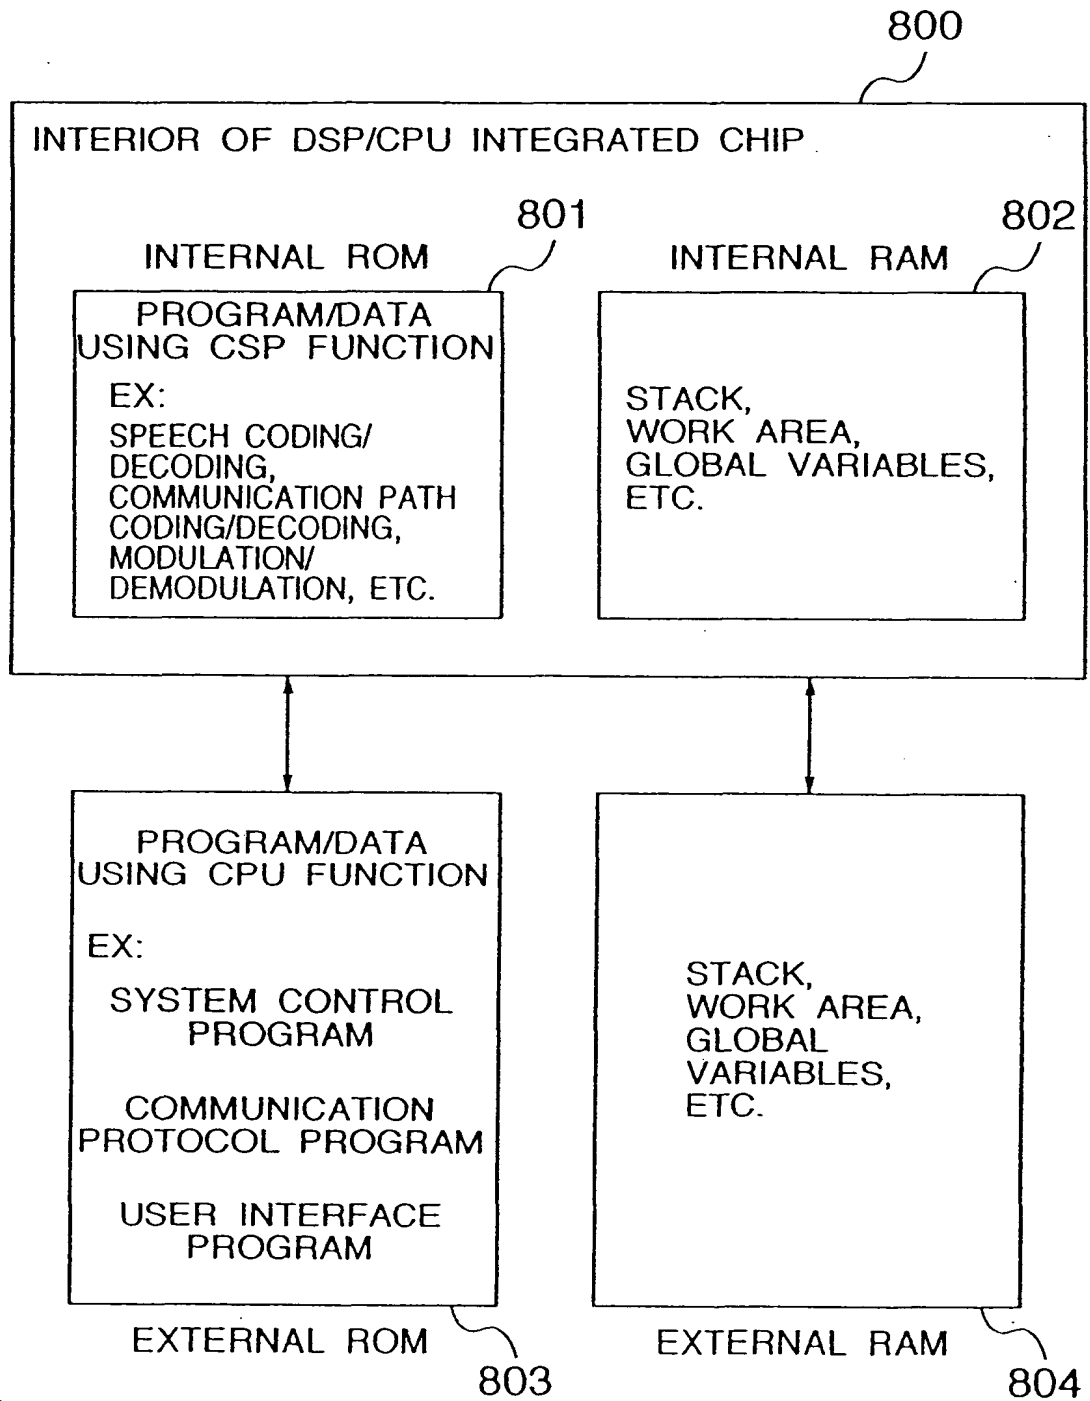 800
INTERIOR OF DSP/CPU INTEGRATED CHIP
801
INTERNAL ROM
PROGRAM/DATA
USING CSP FUNCTION
EX:
SPEECH CODING/
DECODING,
COMMUNICATION PATH
CODING/DECODING,
MODULATION/
DEMODULATION, ETC.
802
INTERNAL RAM
STACK,
WORK AREA,
GLOBAL VARIABLES,
ETC.
PROGRAM/DATA
USING CPU FUNCTION
EX:
SYSTEM CONTROL
PROGRAM
COMMUNICATION
PROTOCOL PROGRAM
USER INTERFACE
PROGRAM
EXTERNAL ROM
803
STACK,
WORK AREA,
GLOBAL
VARIABLES,
ETC.
EXTERNAL RAM
804